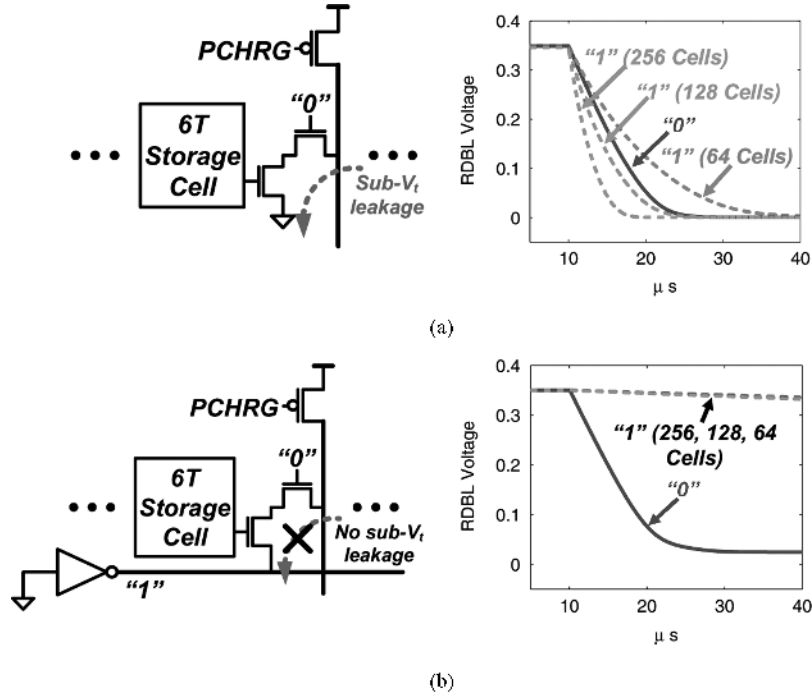 PCHRG
“0”
6T
Storage
Cell
Sub-Vt
leakage
RDBL Voltage
0.4
0.3
0.2
0.1
0
10
20
30
40
μ s
“1” (256 Cells)
“1” (128 Cells)
“0”
“1” (64 Cells)
(a)
PCHRG
“0”
6T
Storage
Cell
No sub-Vt
leakage
“1”
RDBL Voltage
0.4
0.3
0.2
0.1
0
10
20
30
40
μ s
“1” (256, 128, 64
Cells)
“0”
(b)